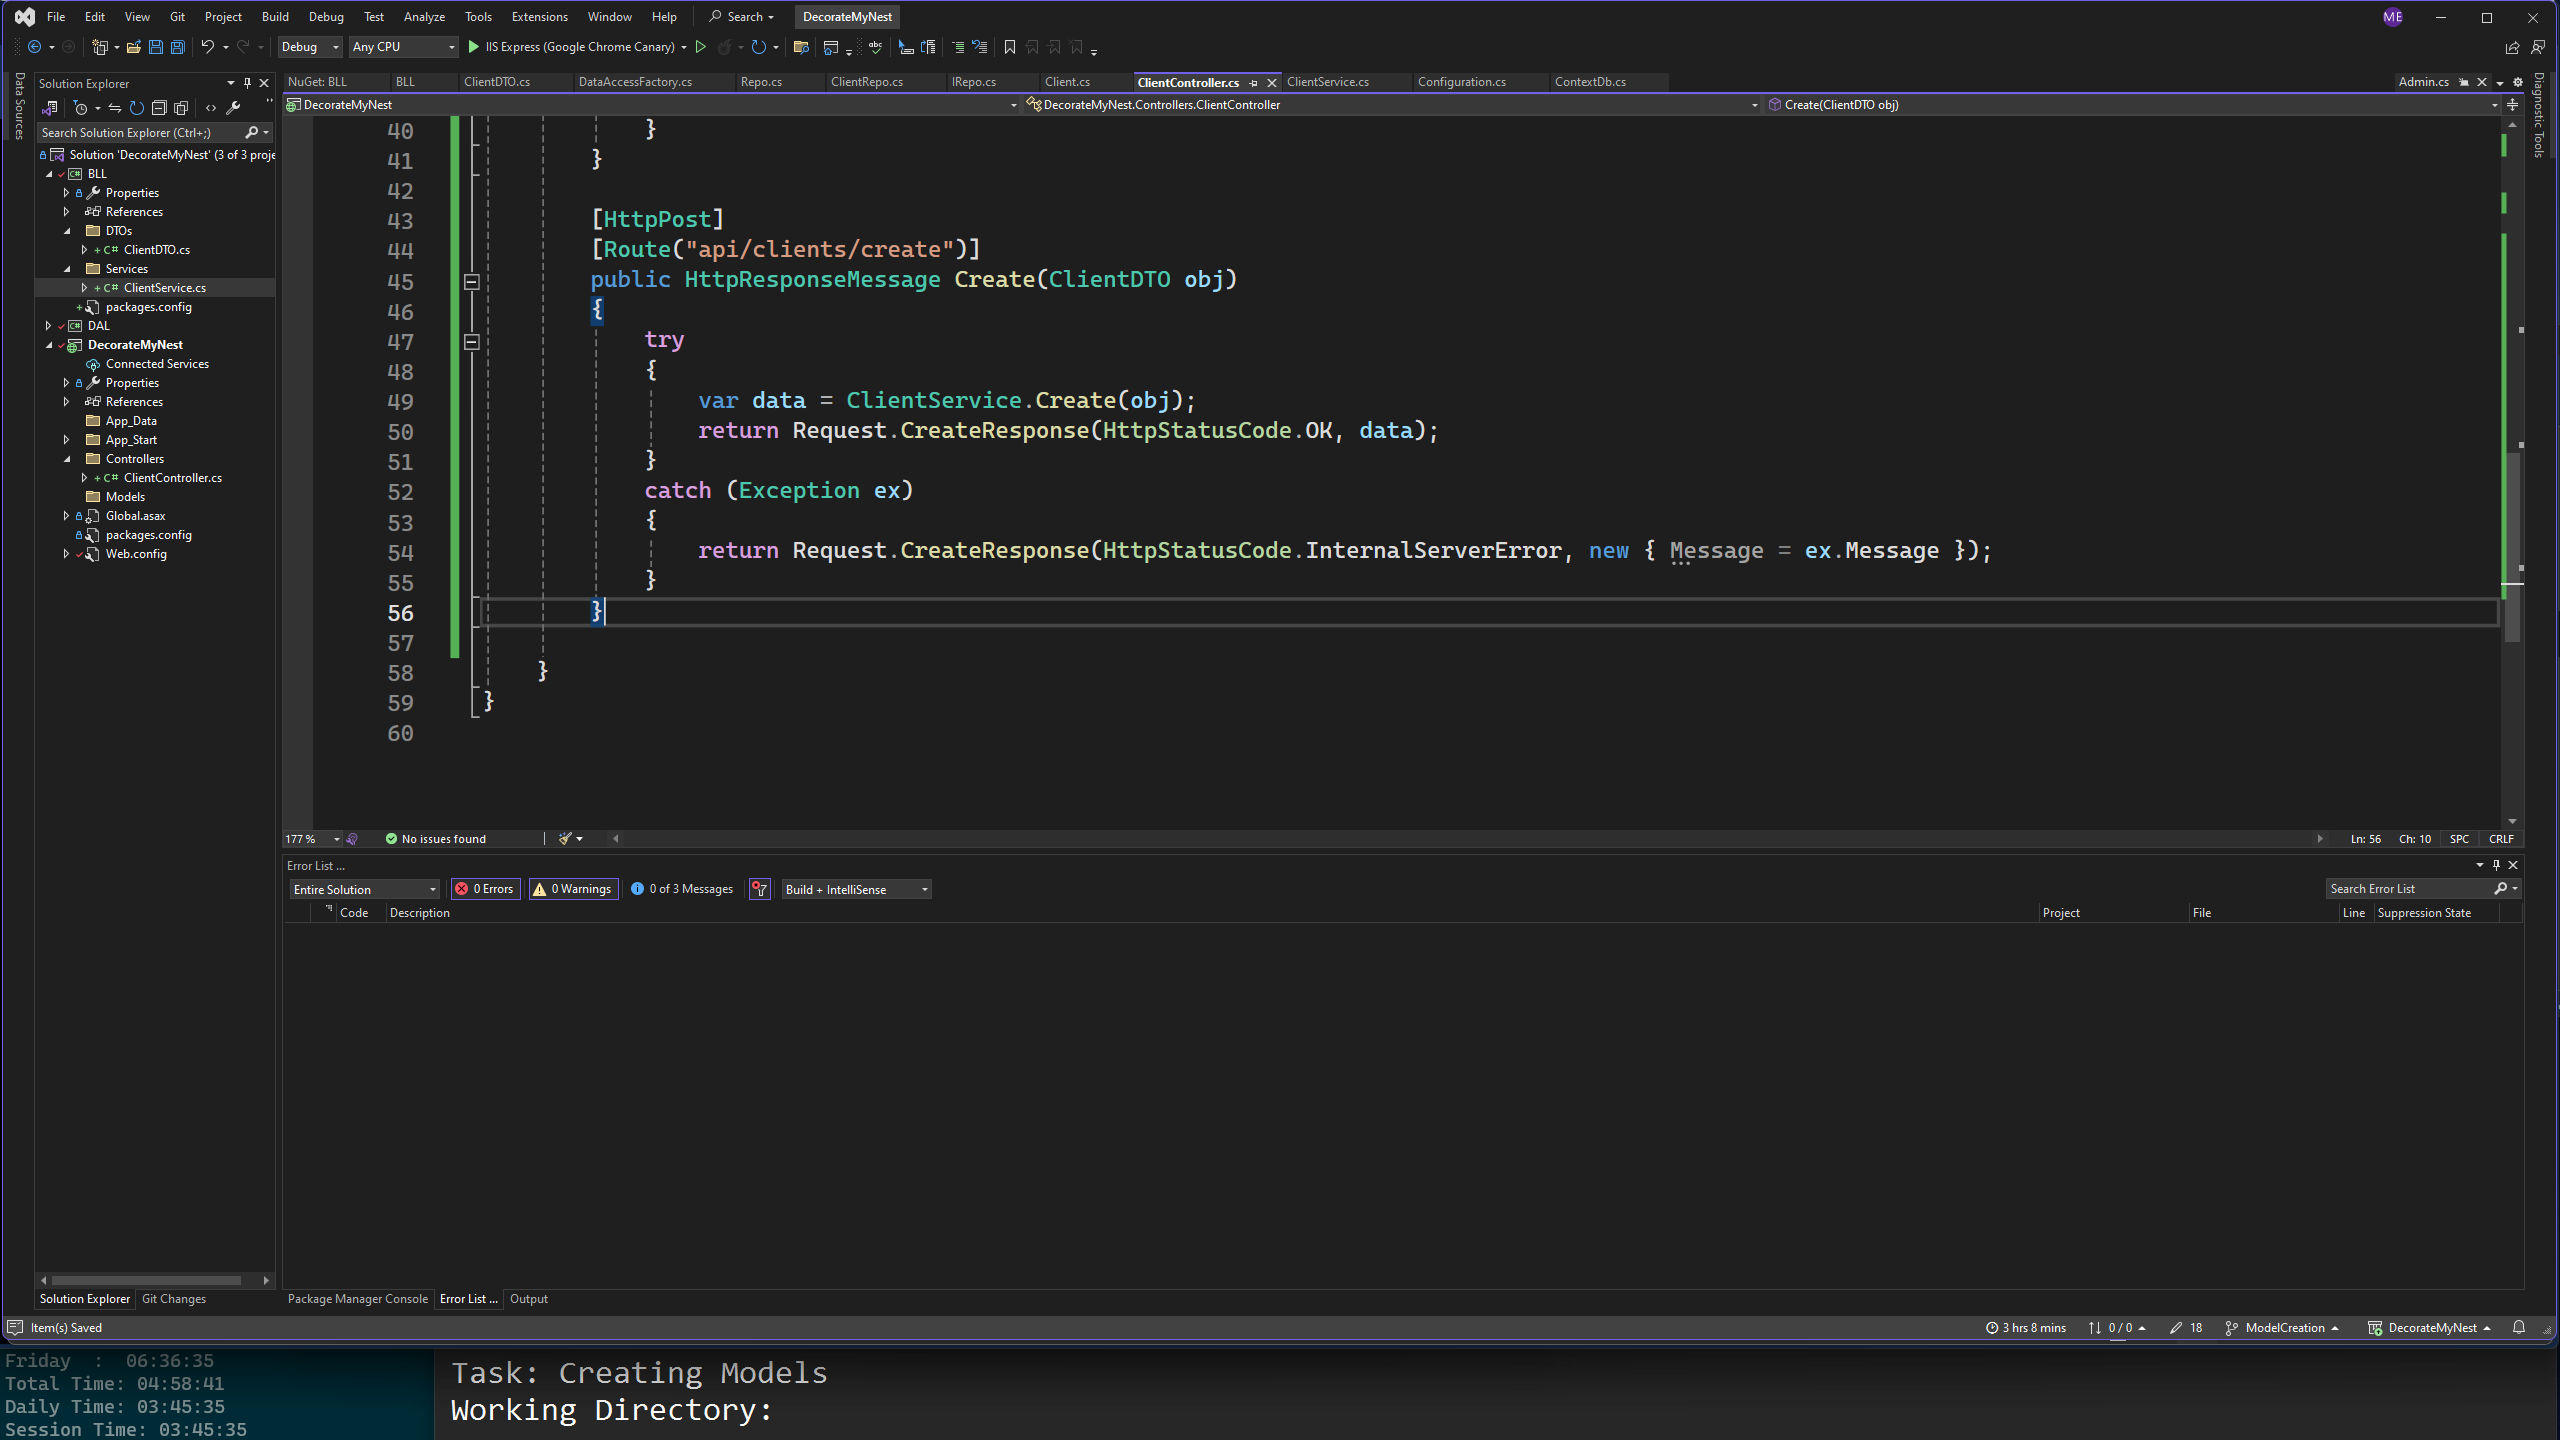 File Edit View Git Project Build Debug Test Analyze Tools Extensions Window Help Search DecorateMyNest ME
Debug Any CPU IIS Express (Google Chrome Canary)
Data Sources
Solution Explorer
Search Solution Explorer (Ctrl+;)
Solution 'DecorateMyNest' (3 of 3 proje
BLL
Properties
References
DTOs
C# ClientDTO.cs
Services
C# ClientService.cs
packages.config
DAL
DecorateMyNest
Connected Services
Properties
References
App_Data
App_Start
Controllers
C# ClientController.cs
Models
Global.asax
packages.config
Web.config
Solution Explorer Git Changes
NuGet: BLL BLL ClientDTO.cs DataAccessFactory.cs Repo.cs ClientRepo.cs IRepo.cs Client.cs ClientController.cs ClientService.cs Configuration.cs ContextDb.cs Admin.cs
DecorateMyNest DecorateMyNest.Controllers.ClientController Create(ClientDTO obj)
40 }
41 }
42
43 [HttpPost]
44 [Route("api/clients/create")]
45 public HttpResponseMessage Create(ClientDTO obj)
46 {
47 try
48 {
49 var data = ClientService.Create(obj);
50 return Request.CreateResponse(HttpStatusCode.OK, data);
51 }
52 catch (Exception ex)
53 {
54 return Request.CreateResponse(HttpStatusCode.InternalServerError, new { Message = ex.Message });
55 }
56 }
57
58 }
59 }
60
Diagnostic Tools
177 % No issues found Ln: 56 Ch: 10 SPC CRLF
Error List ...
Entire Solution 0 Errors 0 Warnings 0 of 3 Messages Build + IntelliSense Search Error List
Code Description Project File Line Suppression State
Package Manager Console Error List ... Output
Item(s) Saved 3 hrs 8 mins 0 / 0 18 ModelCreation DecorateMyNest
Friday : 06:36:35
Total Time: 04:58:41
Daily Time: 03:45:35
Session Time: 03:45:35
Task: Creating Models
Working Directory: